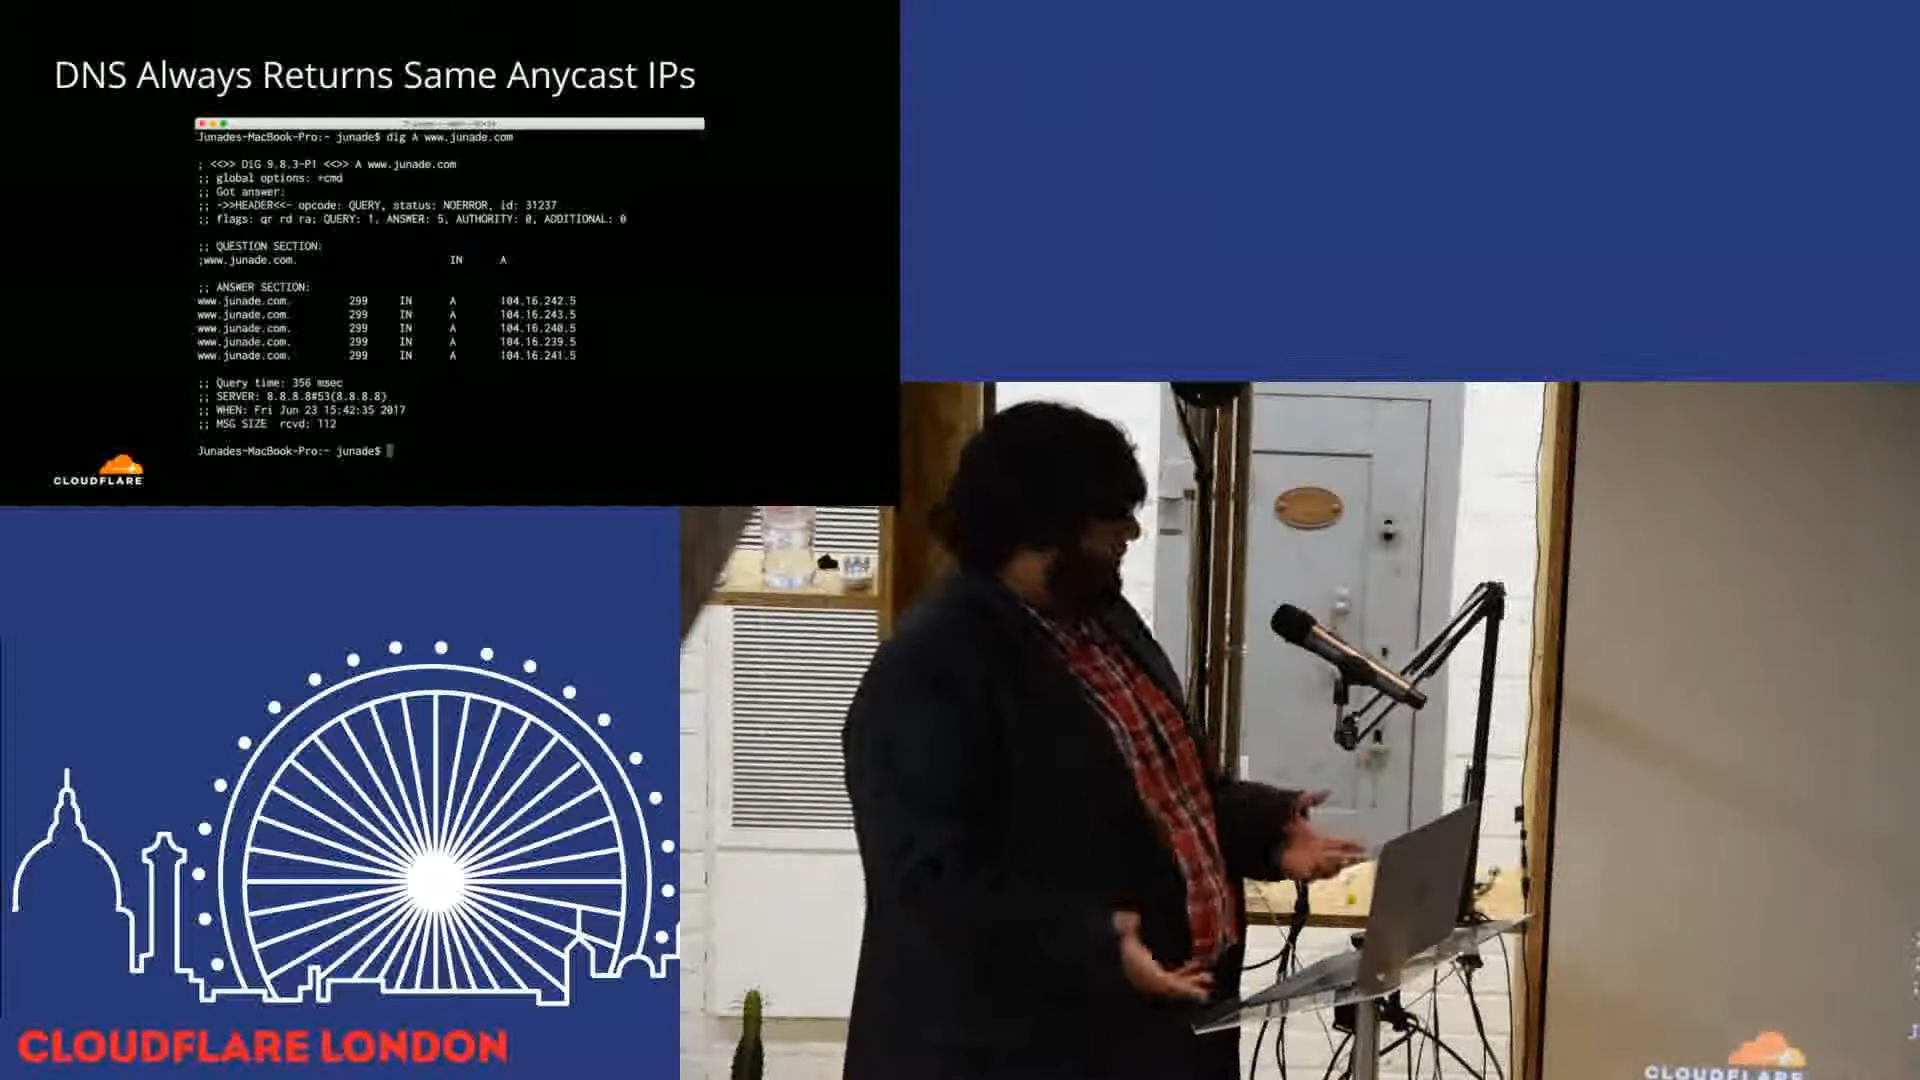 DNS Always Returns Same Anycast IPs
Junades-MacBook-Pro:~ junade$ dig A www.junade.com
; <<>> DiG 9.8.3-P1 <<>> A www.junade.com
;; global options: +cmd
;; Got answer:
;; ->>HEADER<<- opcode: QUERY, status: NOERROR, id: 31237
;; flags: qr rd ra; QUERY: 1, ANSWER: 5, AUTHORITY: 0, ADDITIONAL: 0
;; QUESTION SECTION:
;www.junade.com. IN A
;; ANSWER SECTION:
www.junade.com. 299 IN A 104.16.242.5
www.junade.com. 299 IN A 104.16.243.5
www.junade.com. 299 IN A 104.16.240.5
www.junade.com. 299 IN A 104.16.239.5
www.junade.com. 299 IN A 104.16.241.5
;; Query time: 356 msec
;; SERVER: 8.8.8.8#53(8.8.8.8)
;; WHEN: Fri Jun 23 15:42:35 2017
;; MSG SIZE rcvd: 112
Junades-MacBook-Pro:~ junade$
CLOUDFLARE
CLOUDFLARE LONDON
CLOUDFLARE